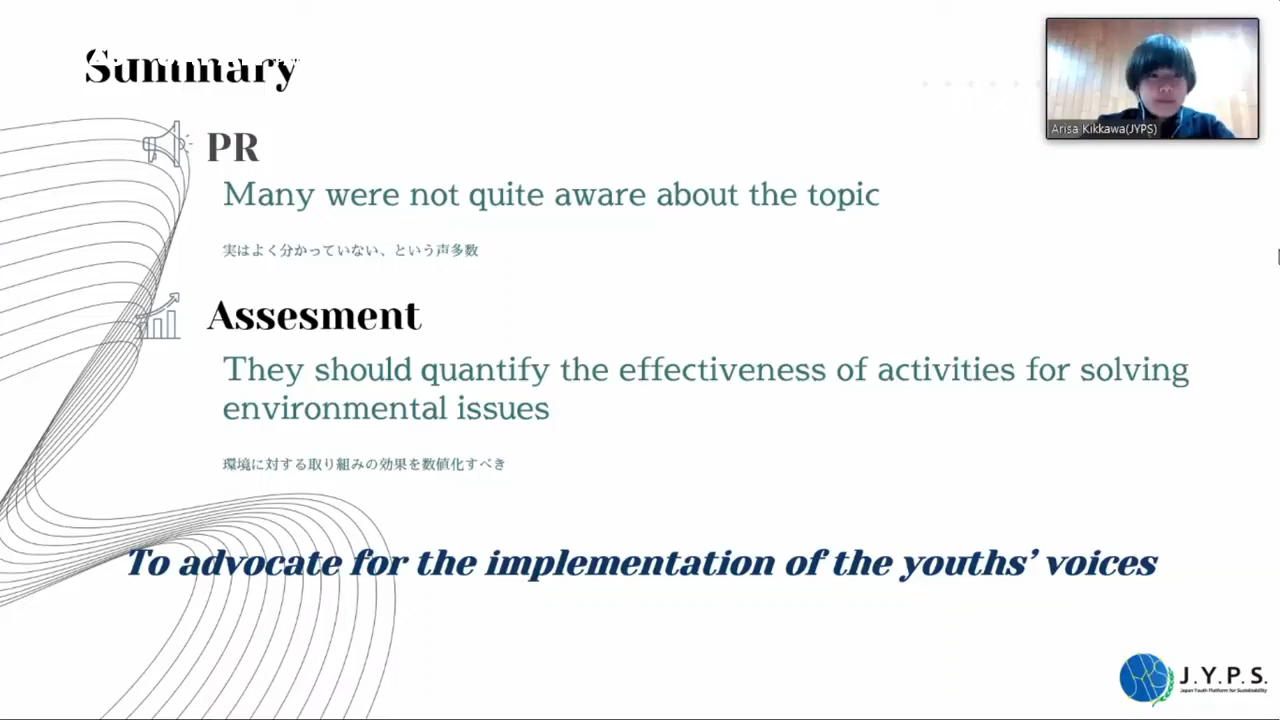 Summary
Arisa Kikkawa(JYPS)
PR
Many were not quite aware about the topic
実はよく分かっていない、という声多数
Assesment
They should quantify the effectiveness of activities for solving
environmental issues
環境に対する取り組みの効果を数値化すべき
To advocate for the implementation of the youths’ voices
J.Y.P.S.
Japan Youth Platform for Sustainability